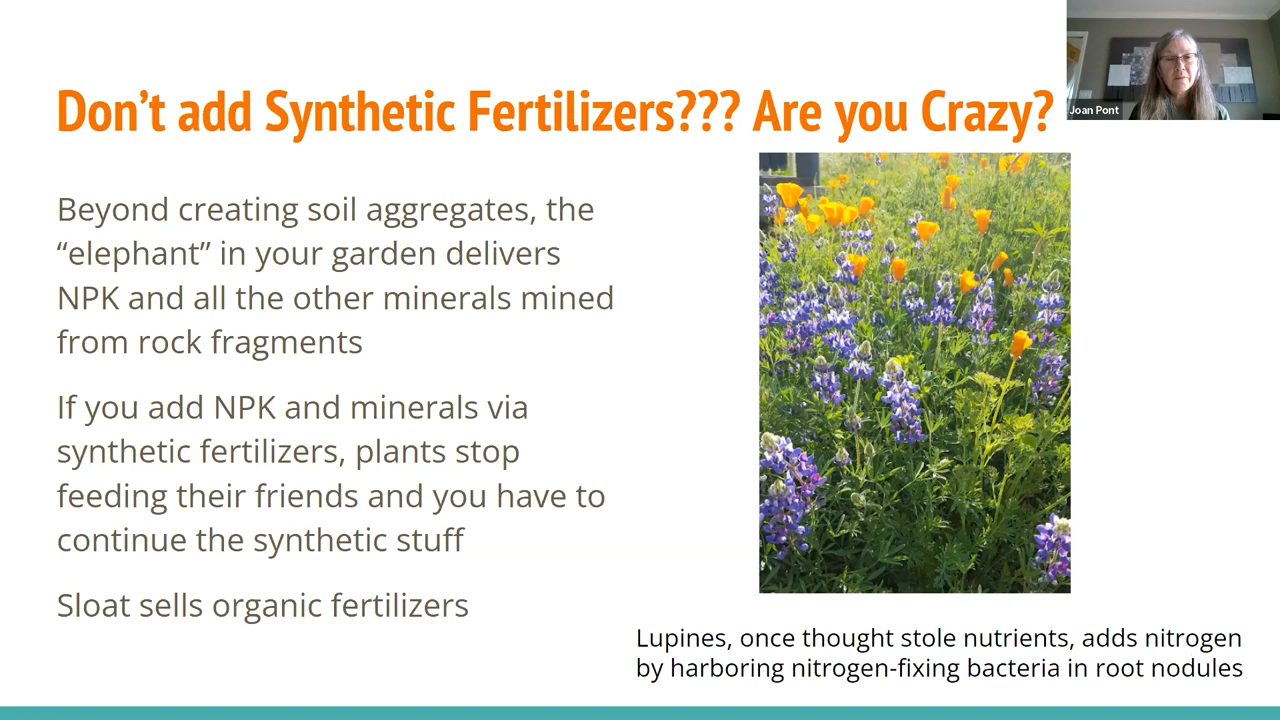 Don’t add Synthetic Fertilizers??? Are you Crazy?
Joan Pont
Beyond creating soil aggregates, the
“elephant” in your garden delivers
NPK and all the other minerals mined
from rock fragments
If you add NPK and minerals via
synthetic fertilizers, plants stop
feeding their friends and you have to
continue the synthetic stuff
Sloat sells organic fertilizers
Lupines, once thought stole nutrients, adds nitrogen
by harboring nitrogen-fixing bacteria in root nodules